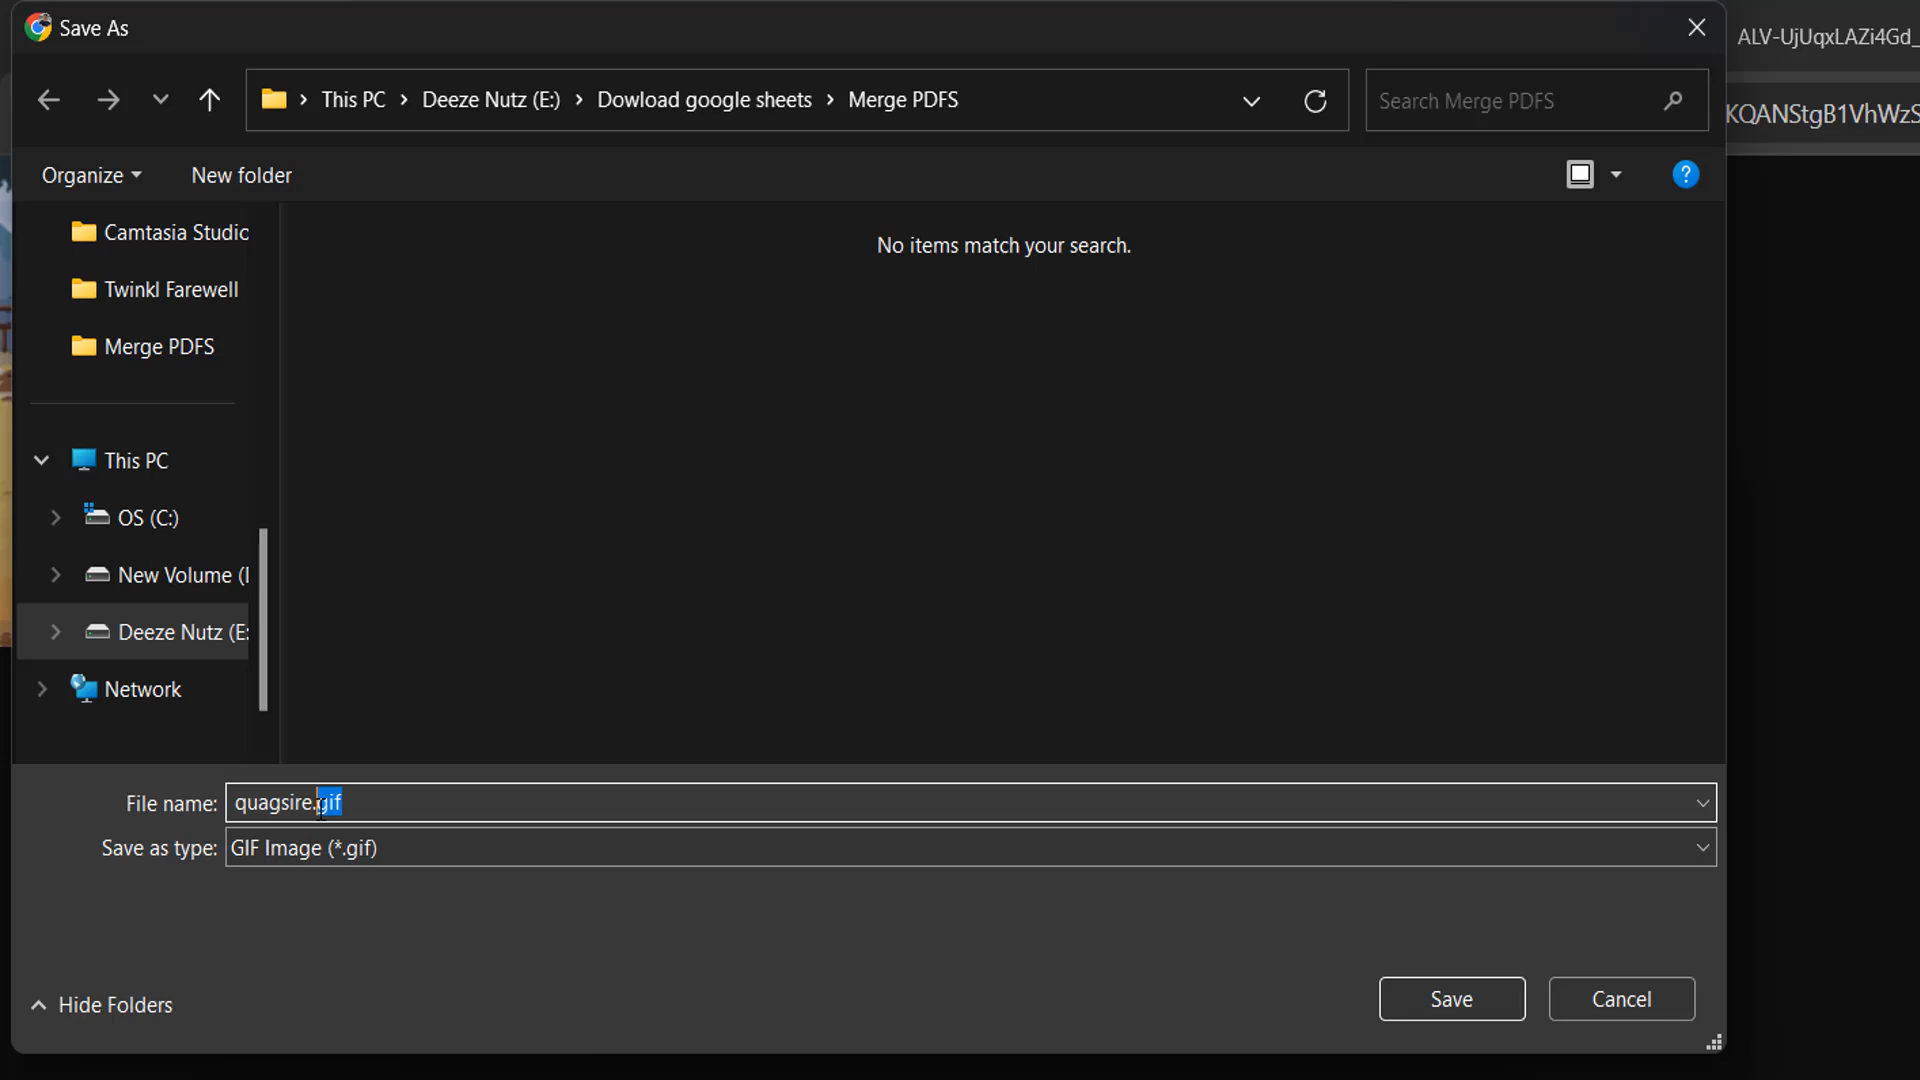 Save As
ALV-UjUqxLAZi4Gd_
This PC > Deeze Nutz (E:) > Dowload google sheets > Merge PDFS
Search Merge PDFS
KQANStgB1VhWzS
Organize
New folder
?
Camtasia Studio
No items match your search.
Twinkl Farewell
Merge PDFS
This PC
OS (C:)
New Volume (
Deeze Nutz (E:
Network
File name: quagsire.gif
Save as type: GIF Image (*.gif)
Hide Folders
Save
Cancel